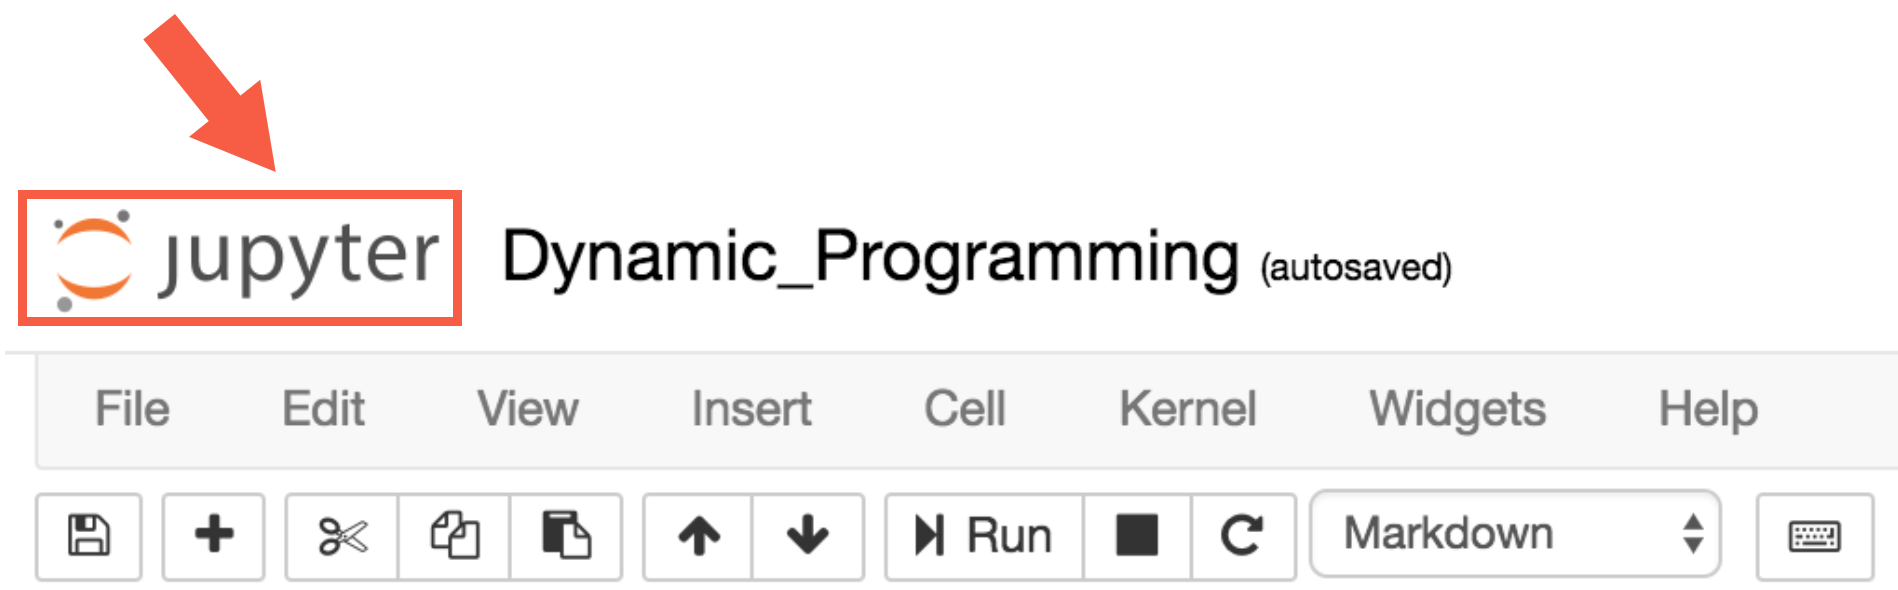 jupyter Dynamic_Programming (autosaved)
File Edit View Insert Cell Kernel Widgets Help
Run Markdown